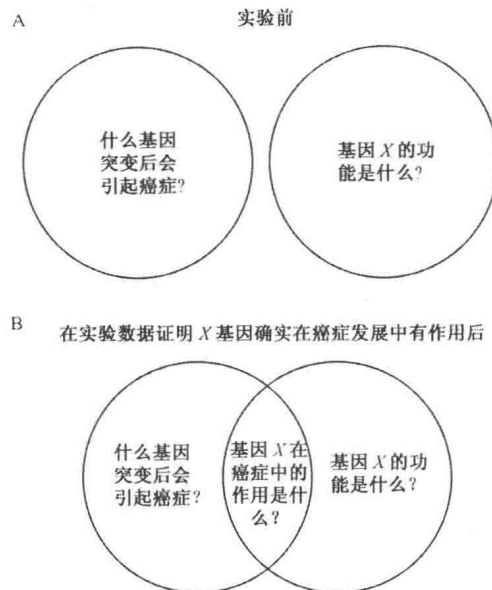 A
实验前
什么基因
突变后会
引起癌症?
基因 X 的功
能是什么?
B
在实验数据证明 X 基因确实在癌症发展中有作用后
什么基因
突变后会
引起癌症?
基因 X 在
癌症中的
作用是什
么?
基因 X 的功
能是什么?